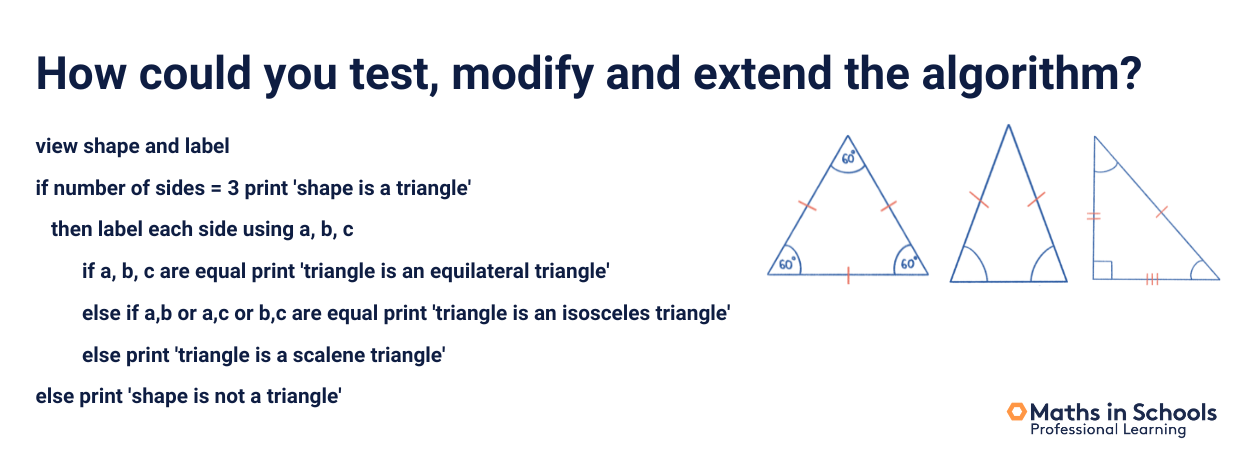 How could you test, modify and extend the algorithm?
view shape and label
if number of sides = 3 print 'shape is a triangle'
then label each side using a, b, c
if a, b, c are equal print 'triangle is an equilateral triangle'
else if a,b or a,c or b,c are equal print 'triangle is an isosceles triangle'
else print 'triangle is a scalene triangle'
else print 'shape is not a triangle'
60°
60°
60°
Maths in Schools
Professional Learning